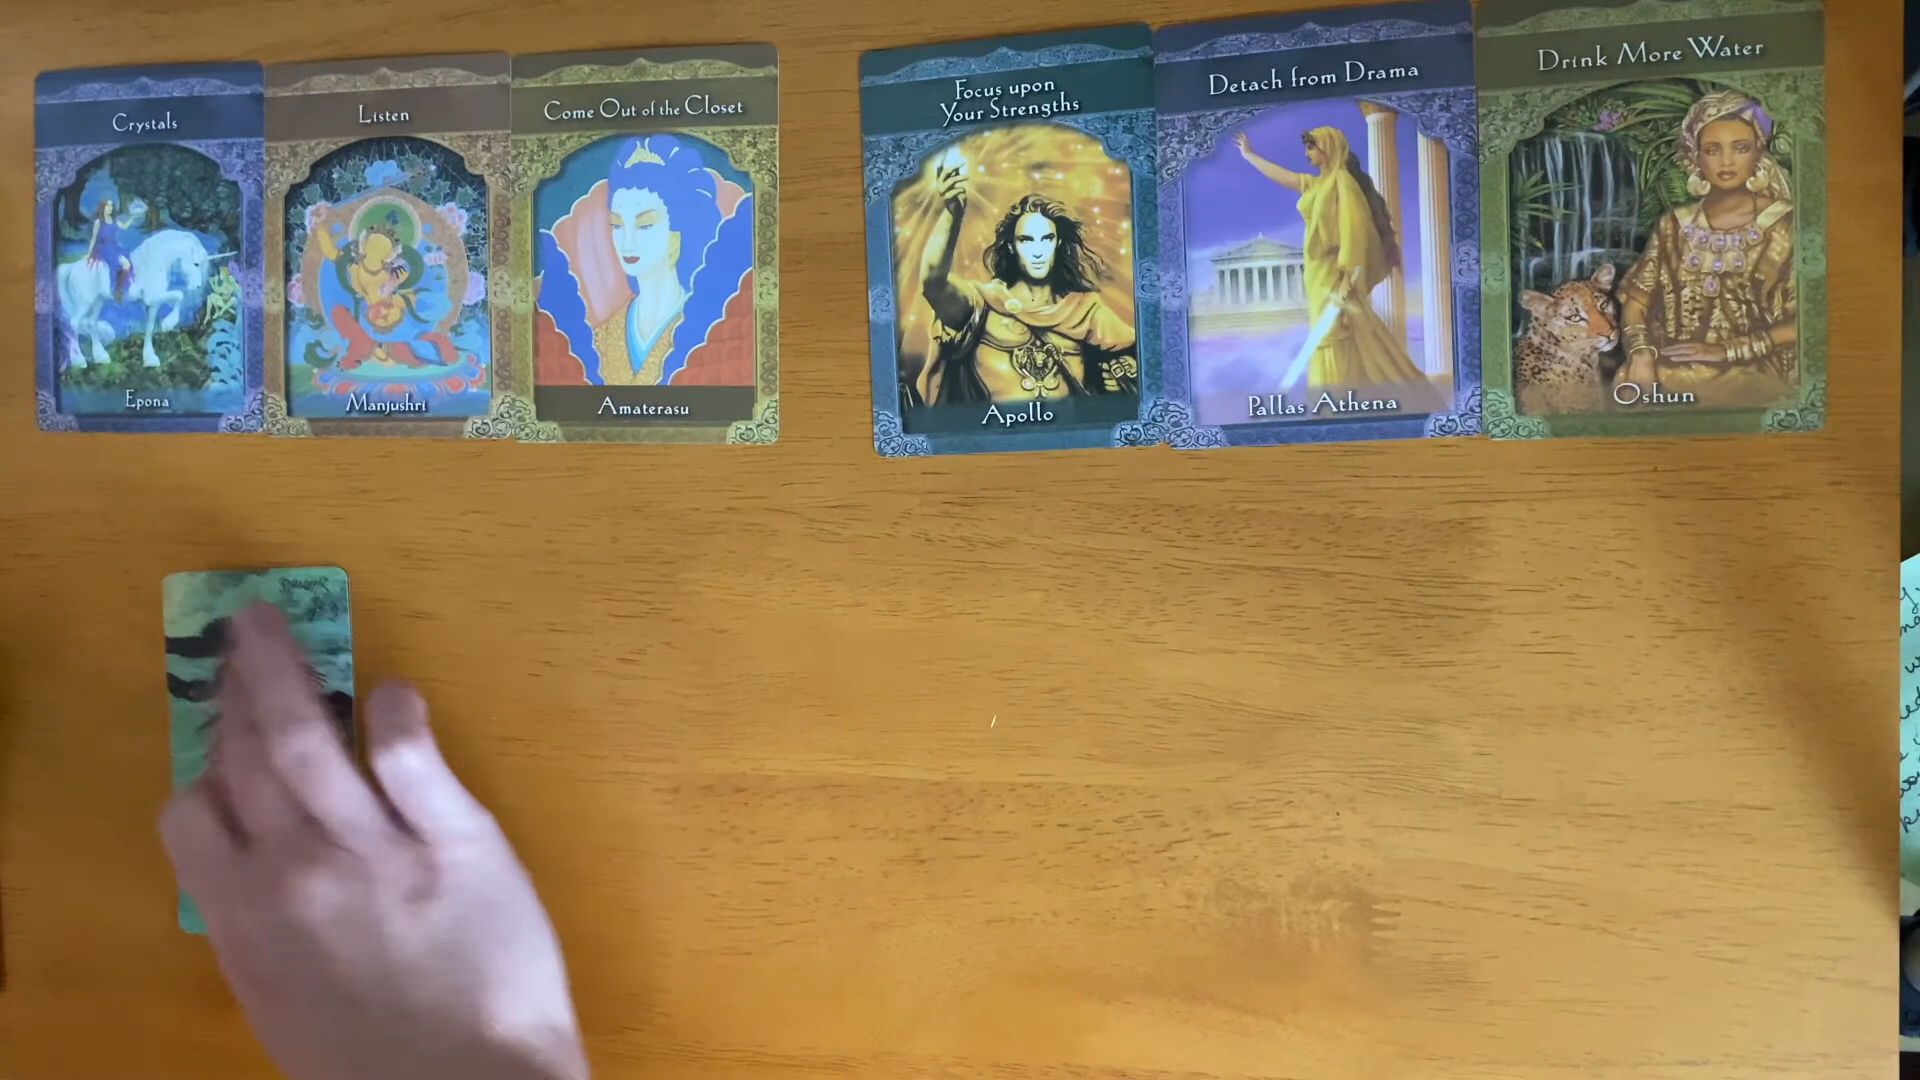 Crystals
Epona
Listen
Manjushri
Come Out of the Closet
Amaterasu
Focus upon
Your Strengths
Apollo
Detach from Drama
Pallas Athena
Drink More Water
Oshun